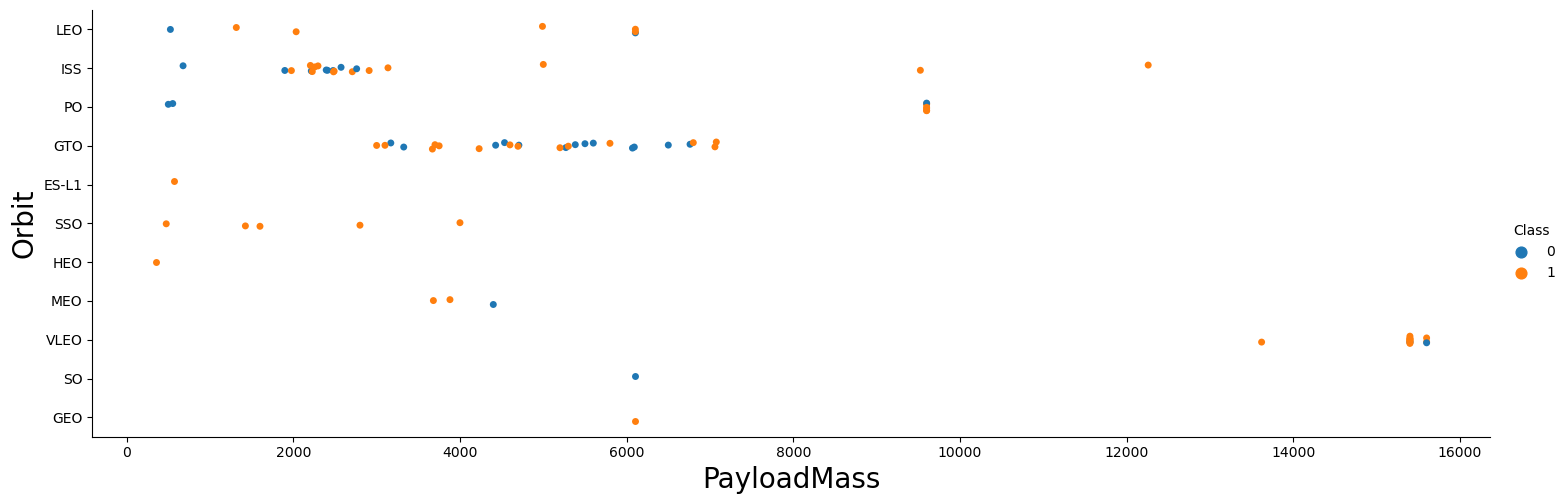 Orbit
LEO
ISS
PO
GTO
ES-L1
SSO
HEO
MEO
VLEO
SO
GEO
0 2000 4000 6000 8000 10000 12000 14000 16000
PayloadMass
Class
0
1